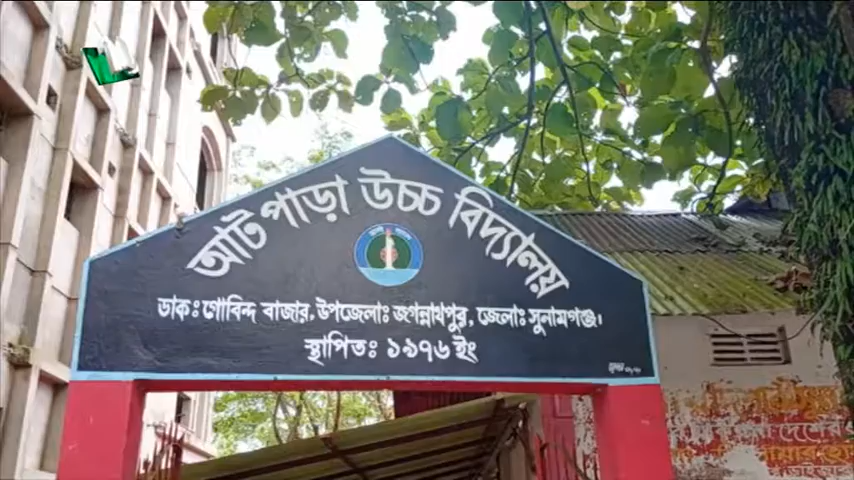 আটপাড়া উচ্চ বিদ্যালয়
ডাক:গোবিন্দ বাজার,উপজেলা:জগন্নাথপুর,জেলা:সুনামগঞ্জ।
স্থাপিত:১৯৭৬ ইং
দেশের সেরা